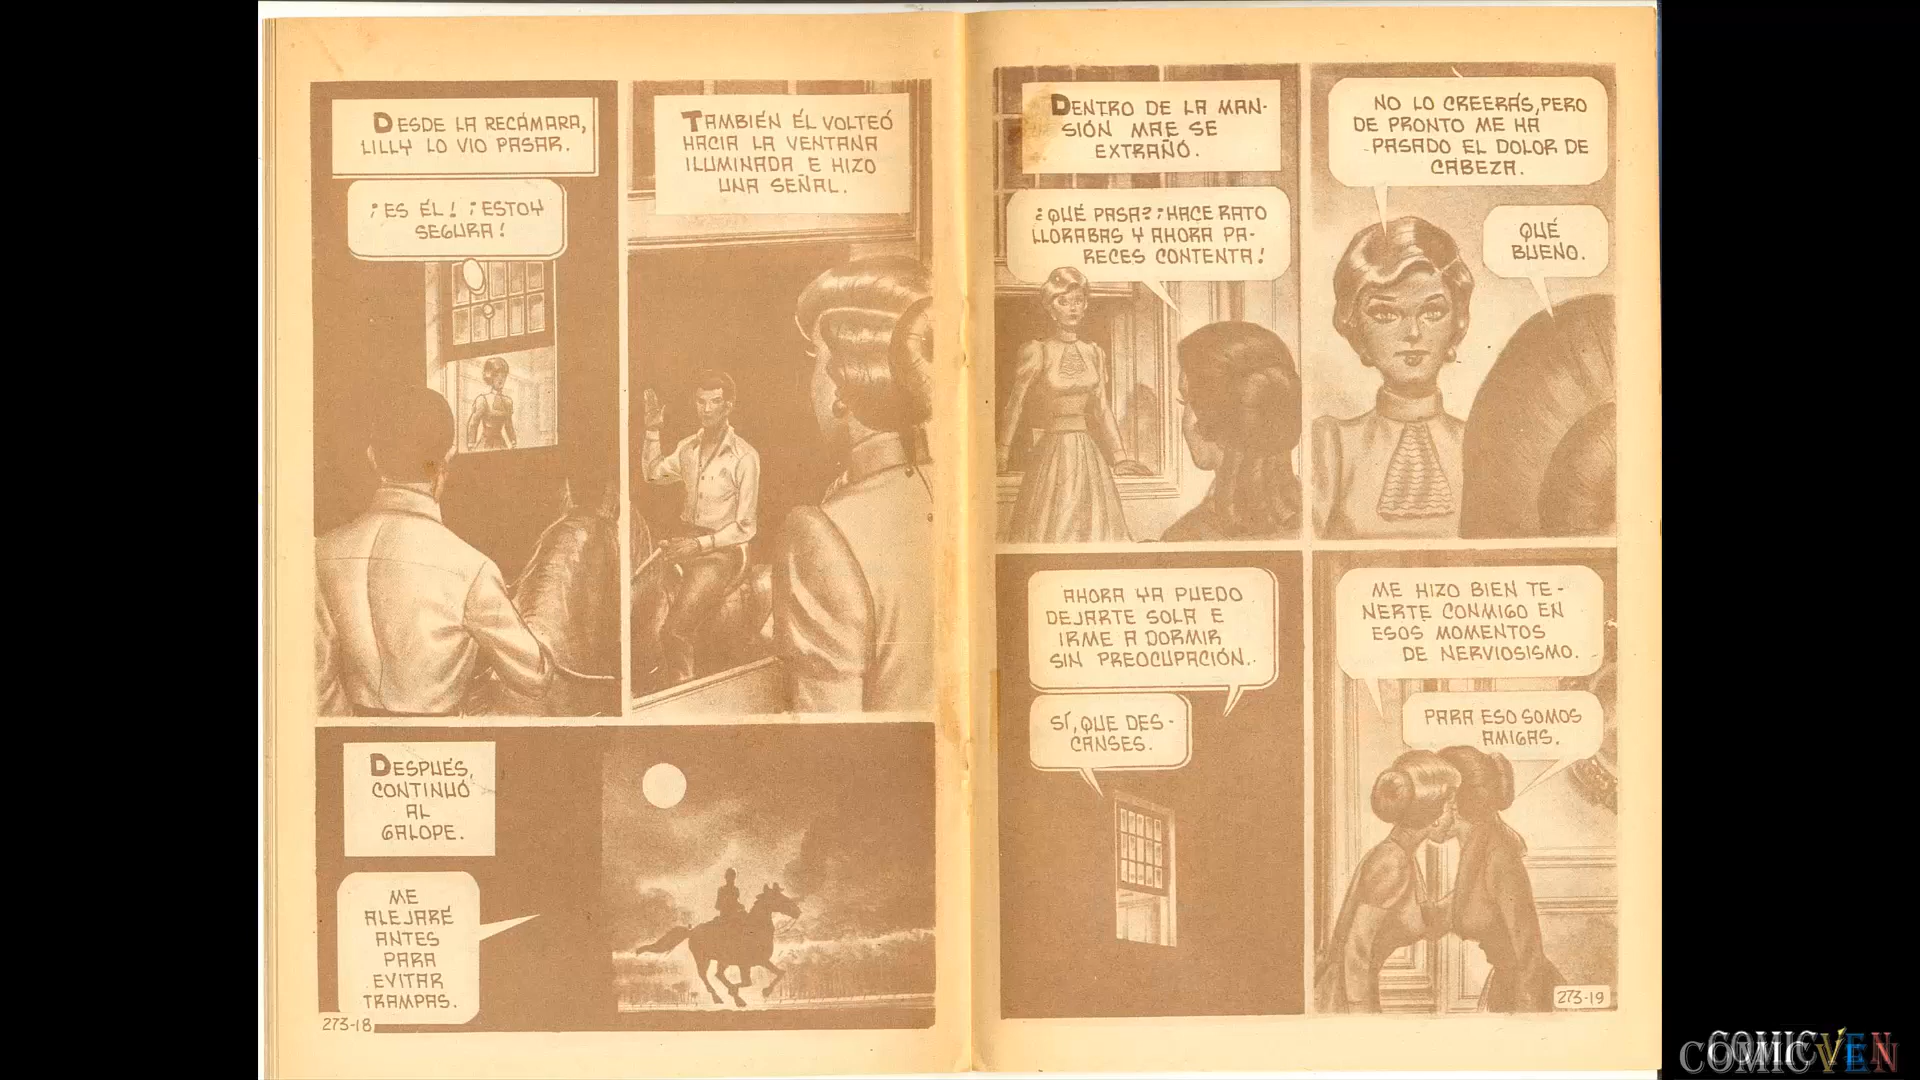 DESDE LA RECÁMARA,
LILLY LO VIO PASAR.
¡ES ÉL! ¡ESTOY
SEGURA!
TAMBIÉN ÉL VOLTEÓ
HACIA LA VENTANA
ILUMINADA E HIZO
UNA SEÑAL.
DESPUÉS,
CONTINUÓ
AL
GALOPE.
ME
ALEJARÉ
ANTES
PARA
EVITAR
TRAMPAS.
273-18
DENTRO DE LA MAN-
SIÓN MAE SE
EXTRAÑÓ.
¿QUÉ PASA? ¡HACE RATO
LLORABAS Y AHORA PA-
RECES CONTENTA!
NO LO CREERÁS, PERO
DE PRONTO ME HA
PASADO EL DOLOR DE
CABEZA.
QUÉ
BUENO.
AHORA YA PUEDO
DEJARTE SOLA E
IRME A DORMIR
SIN PREOCUPACIÓN.
SÍ, QUE DES-
CANSES.
ME HIZO BIEN TE-
NERTE CONMIGO EN
ESOS MOMENTOS
DE NERVIOSISMO.
PARA ESO SOMOS
AMIGAS.
273-19
COMICVEN
COMICVEN